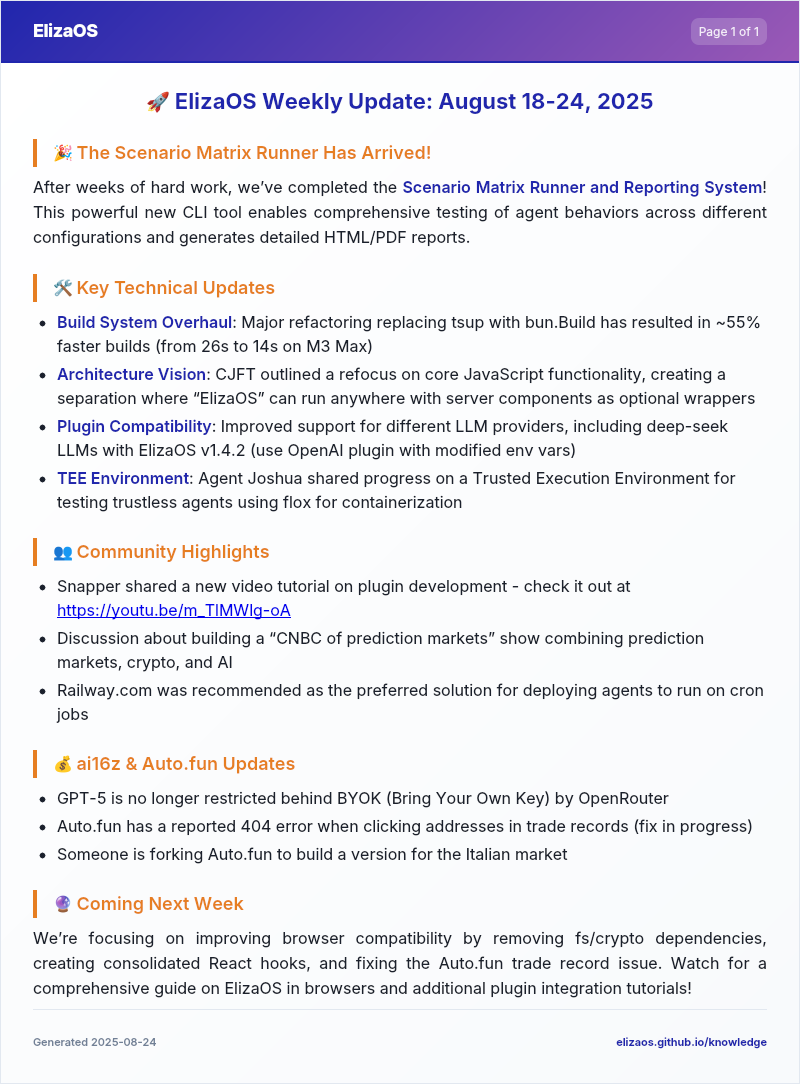 ElizaOS
Page 1 of 1
🚀 ElizaOS Weekly Update: August 18-24, 2025
🎉 The Scenario Matrix Runner Has Arrived!
After weeks of hard work, we’ve completed the Scenario Matrix Runner and Reporting System!
This powerful new CLI tool enables comprehensive testing of agent behaviors across different
configurations and generates detailed HTML/PDF reports.
🛠️ Key Technical Updates
• Build System Overhaul: Major refactoring replacing tsup with bun.Build has resulted in ~55%
faster builds (from 26s to 14s on M3 Max)
• Architecture Vision: CJFT outlined a refocus on core JavaScript functionality, creating a
separation where “ElizaOS” can run anywhere with server components as optional wrappers
• Plugin Compatibility: Improved support for different LLM providers, including deep-seek
LLMs with ElizaOS v1.4.2 (use OpenAI plugin with modified env vars)
• TEE Environment: Agent Joshua shared progress on a Trusted Execution Environment for
testing trustless agents using flox for containerization
👥 Community Highlights
• Snapper shared a new video tutorial on plugin development - check it out at
https://youtu.be/m_TlMWIg-oA
• Discussion about building a “CNBC of prediction markets” show combining prediction
markets, crypto, and AI
• Railway.com was recommended as the preferred solution for deploying agents to run on cron
jobs
💰 ai16z & Auto.fun Updates
• GPT-5 is no longer restricted behind BYOK (Bring Your Own Key) by OpenRouter
• Auto.fun has a reported 404 error when clicking addresses in trade records (fix in progress)
• Someone is forking Auto.fun to build a version for the Italian market
🔮 Coming Next Week
We’re focusing on improving browser compatibility by removing fs/crypto dependencies,
creating consolidated React hooks, and fixing the Auto.fun trade record issue. Watch for a
comprehensive guide on ElizaOS in browsers and additional plugin integration tutorials!
Generated 2025-08-24
elizaos.github.io/knowledge